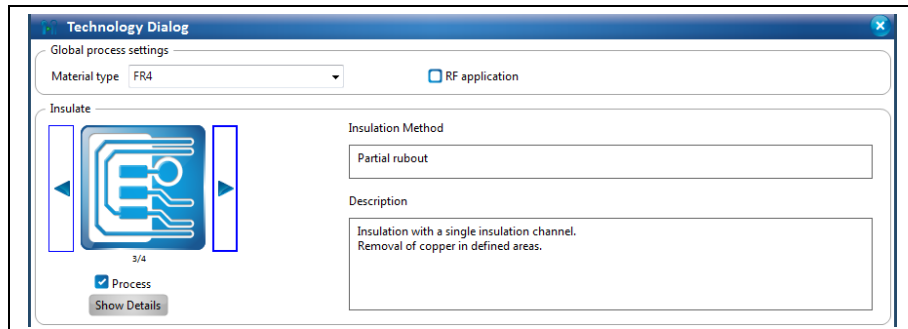 Technology Dialog
Global process settings
Material type FR4 RF application
Insulate
Insulation Method
Partial rubout
Description
Insulation with a single insulation channel.
Removal of copper in defined areas.
3/4
Process
Show Details